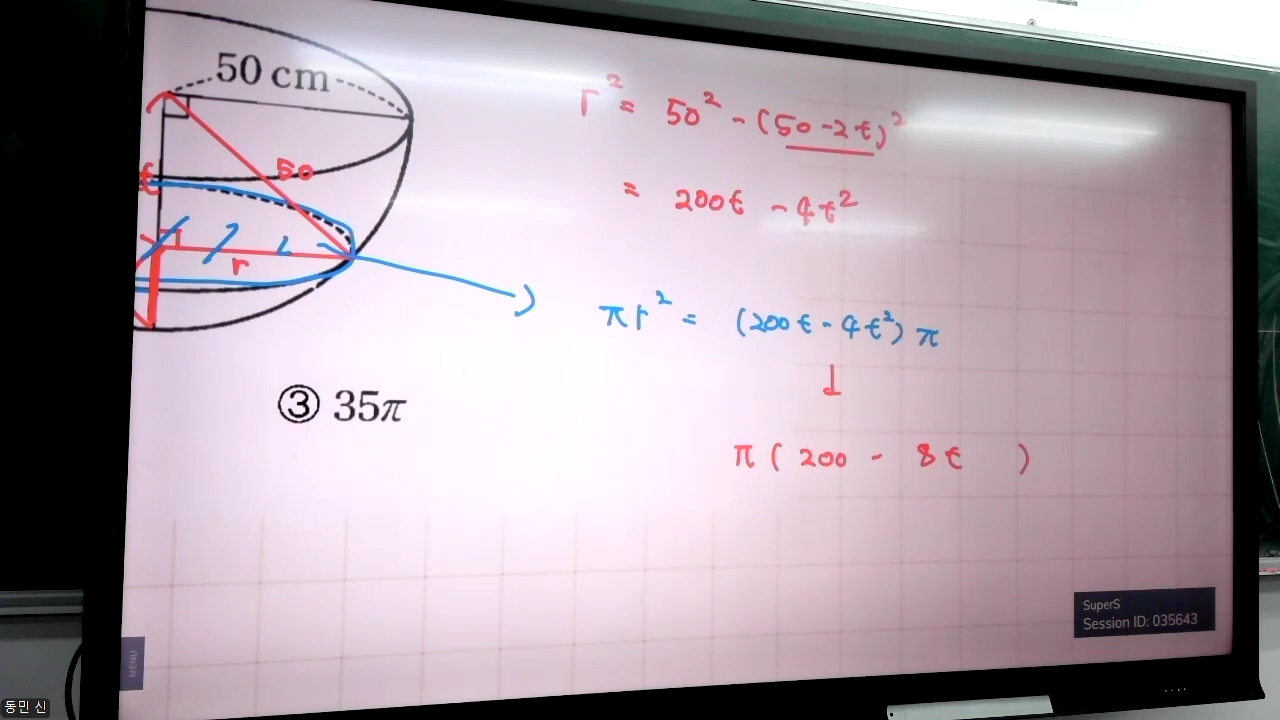 50 cm
50
t
r
r² = 50² - (50 - 2t)²
= 200t - 4t²
πr² = (200t - 4t²)π
③ 35π
π(200 - 8t )
SuperS
Session ID: 035643
MENU
동민 신